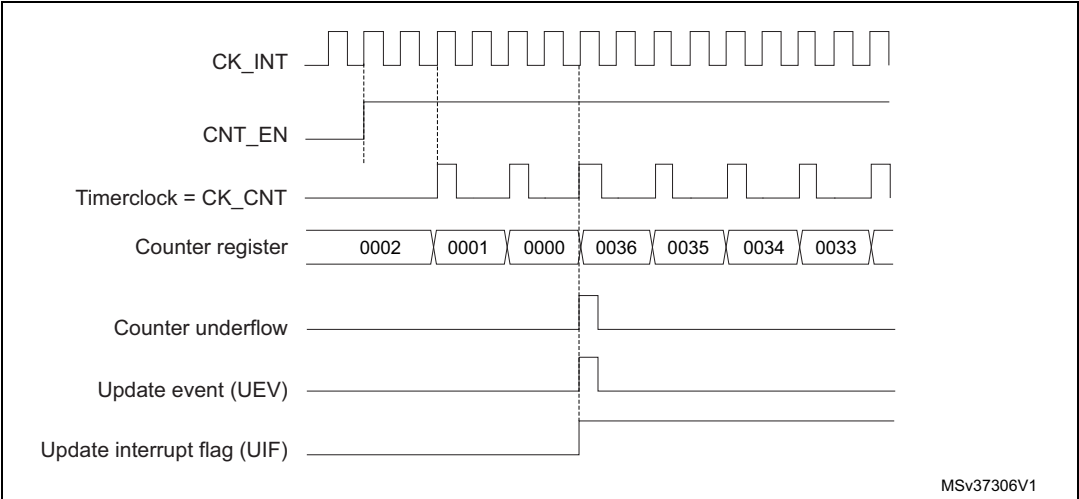 CK_INT
CNT_EN
Timerclock = CK_CNT
Counter register 0002 0001 0000 0036 0035 0034 0033
Counter underflow
Update event (UEV)
Update interrupt flag (UIF)
MSv37306V1